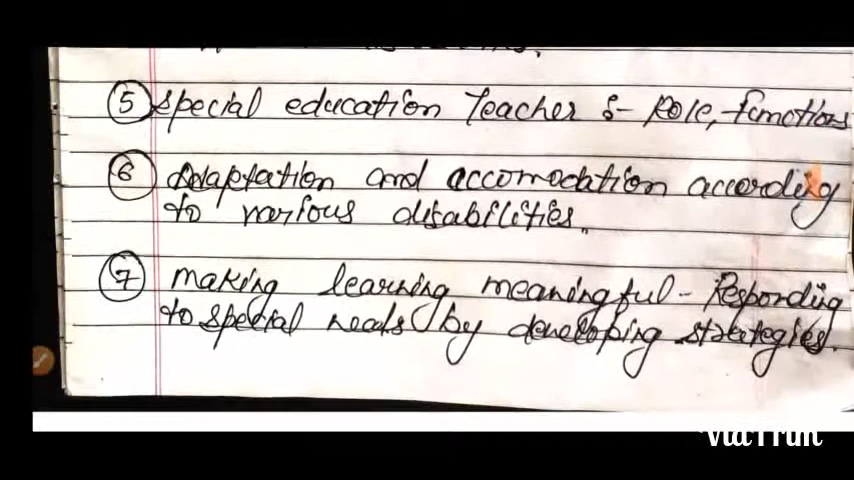 ⑤ Special education Teacher :- Role, functions
⑥ Adaptation and accomodation according
to various disabilities.
⑦ making learning meaningful - Responding
to special needs by developing strategies.
VidTrim